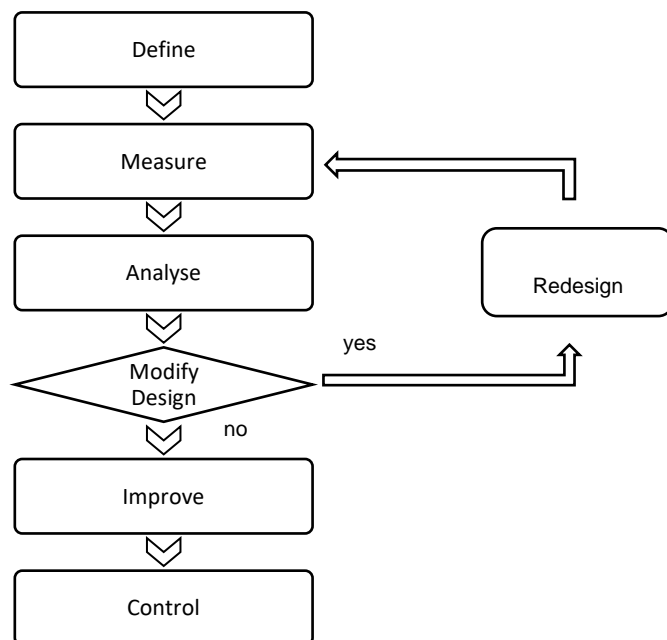 Define
Measure
Analyse
Redesign
yes
Modify
Design
no
Improve
Control